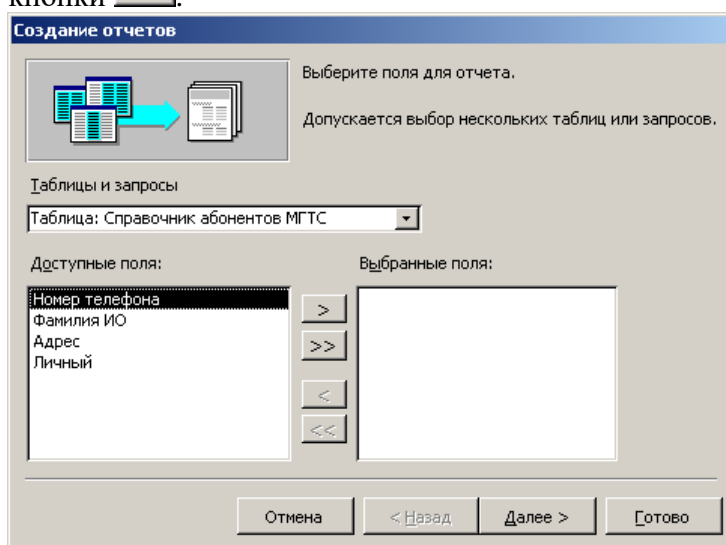 кнопки
Создание отчетов
Выберите поля для отчета.
Допускается выбор нескольких таблиц или запросов.
Таблицы и запросы
Таблица: Справочник абонентов МГТС
Доступные поля:
Выбранные поля:
Номер телефона
Фамилия ИО
Адрес
Личный
>
>>
<
<<
Отмена
< Назад
Далее >
Готово